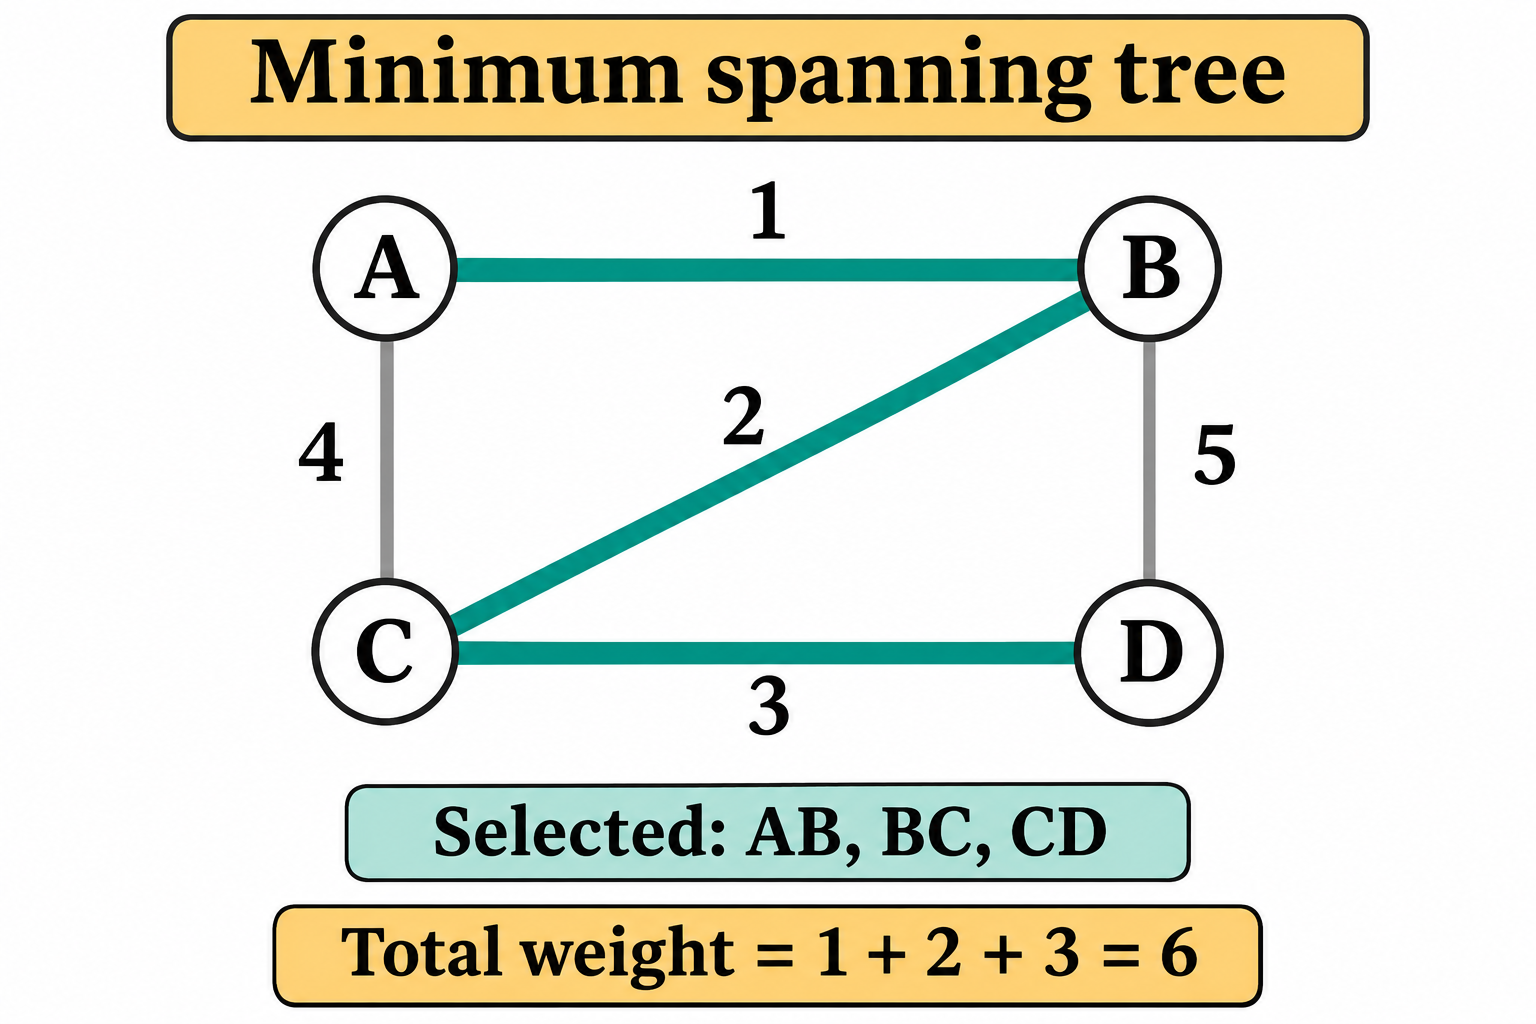 Minimum spanning tree
1
A
B
2
4
5
C
D
3
Selected: AB, BC, CD
Total weight = 1 + 2 + 3 = 6